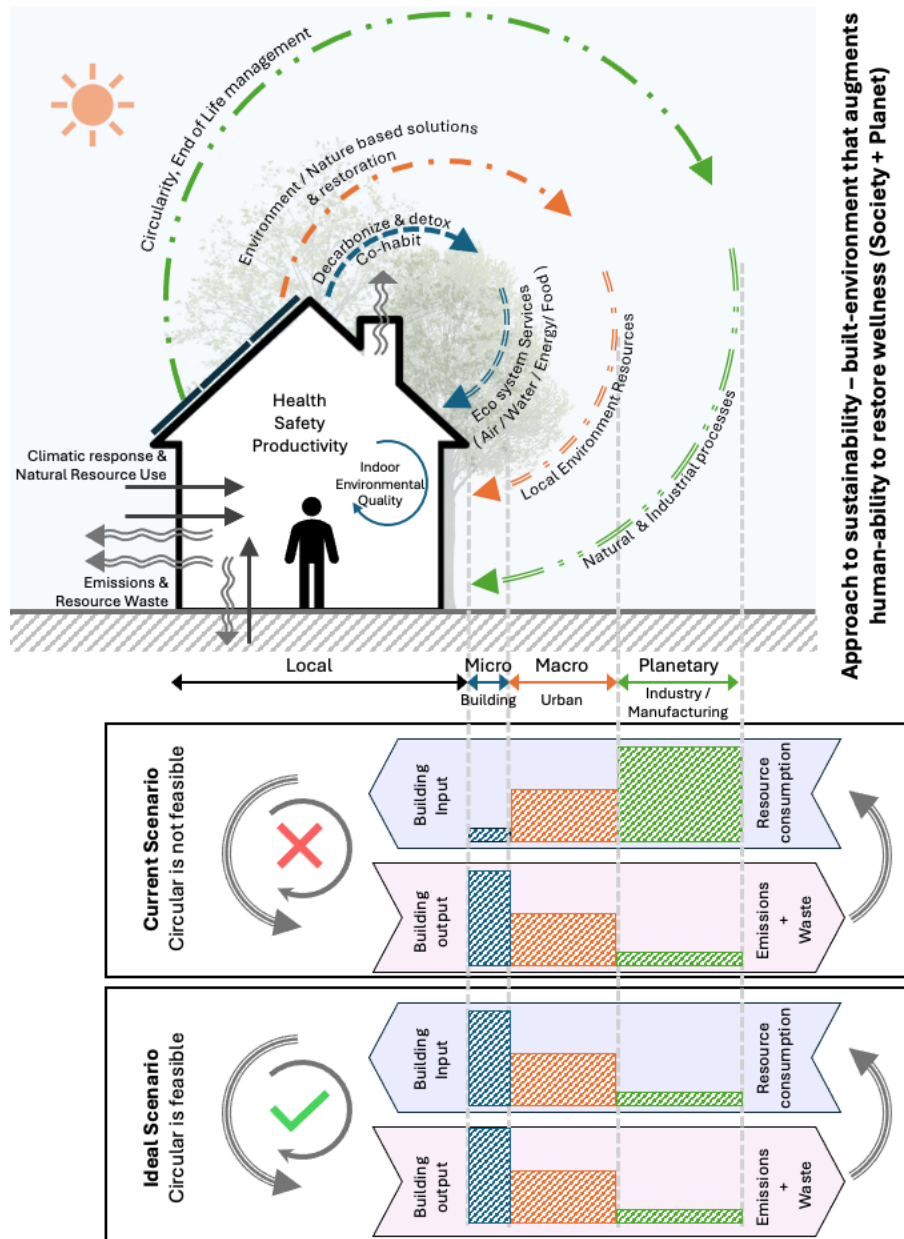 Approach to sustainability – built-environment that augments
human-ability to restore wellness (Society + Planet)
Circularity, End of Life management
Environment / Nature based solutions
& restoration
Decarbonize & detox
Co-habit
Eco system Services
( Air / Water / Energy/ Food )
Local Environment Resources
Natural & Industrial processes
Health
Safety
Productivity
Indoor
Environmental
Quality
Climatic response &
Natural Resource Use
Emissions &
Resource Waste
Local
Micro
Macro
Planetary
Building
Urban
Industry /
Manufacturing
Current Scenario
Circular is not feasible
Building
Input
Resource
consumption
Building
output
Emissions
+
Waste
Ideal Scenario
Circular is feasible
Building
Input
Resource
consumption
Building
output
Emissions
+
Waste